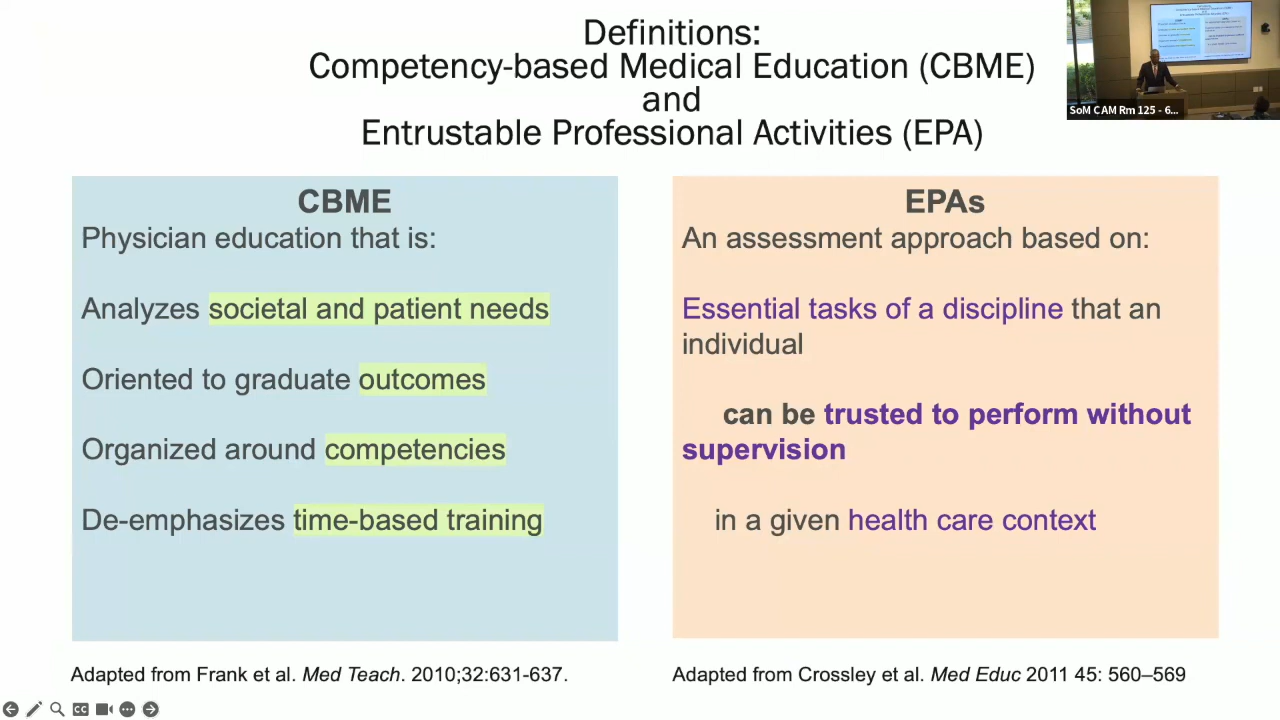 Definitions:
Competency-based Medical Education (CBME)
and
Entrustable Professional Activities (EPA)
SoM CAM Rm 125 - 6...
CBME
Physician education that is:
Analyzes societal and patient needs
Oriented to graduate outcomes
Organized around competencies
De-emphasizes time-based training
EPAs
An assessment approach based on:
Essential tasks of a discipline that an
individual
can be trusted to perform without
supervision
in a given health care context
Adapted from Frank et al. Med Teach. 2010;32:631-637.
Adapted from Crossley et al. Med Educ 2011 45: 560–569
CC